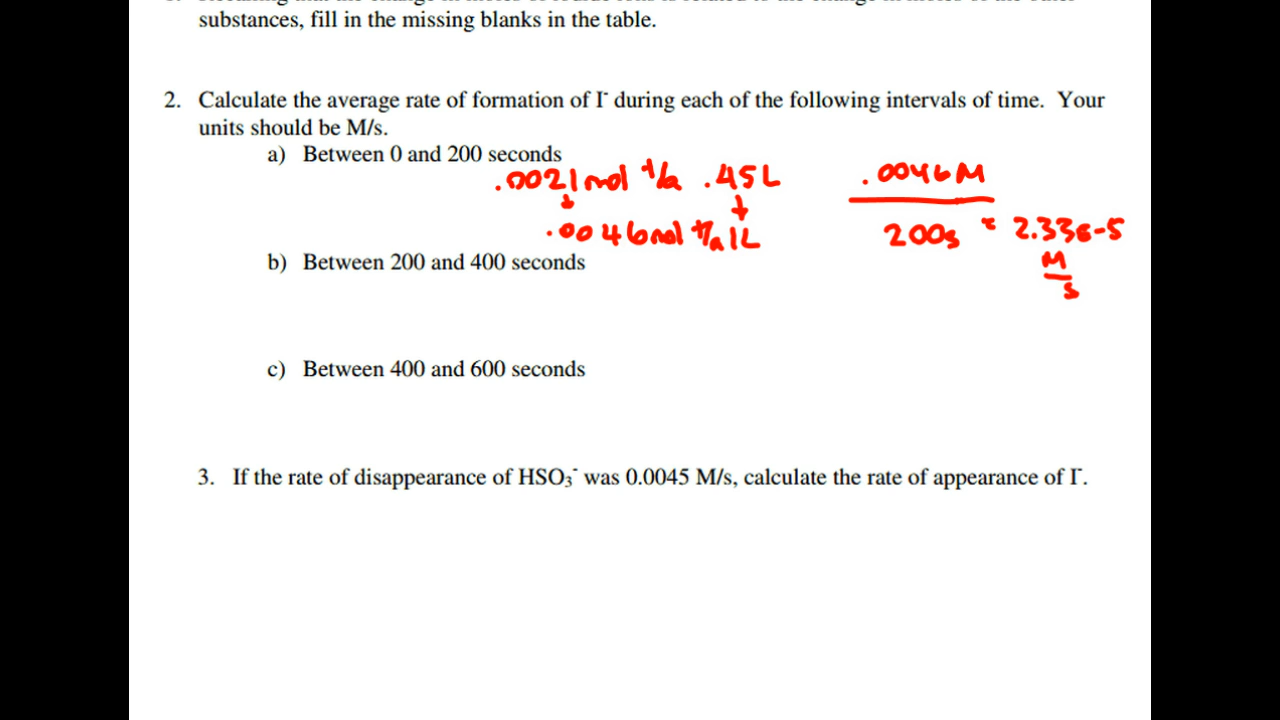 substances, fill in the missing blanks in the table.
2. Calculate the average rate of formation of I⁻ during each of the following intervals of time. Your
units should be M/s.
a) Between 0 and 200 seconds
.0021 mol .45L
.0046M
.0046mol 1L
200s = 2.33E-5
M
s
b) Between 200 and 400 seconds
c) Between 400 and 600 seconds
3. If the rate of disappearance of HSO₃⁻ was 0.0045 M/s, calculate the rate of appearance of I⁻.